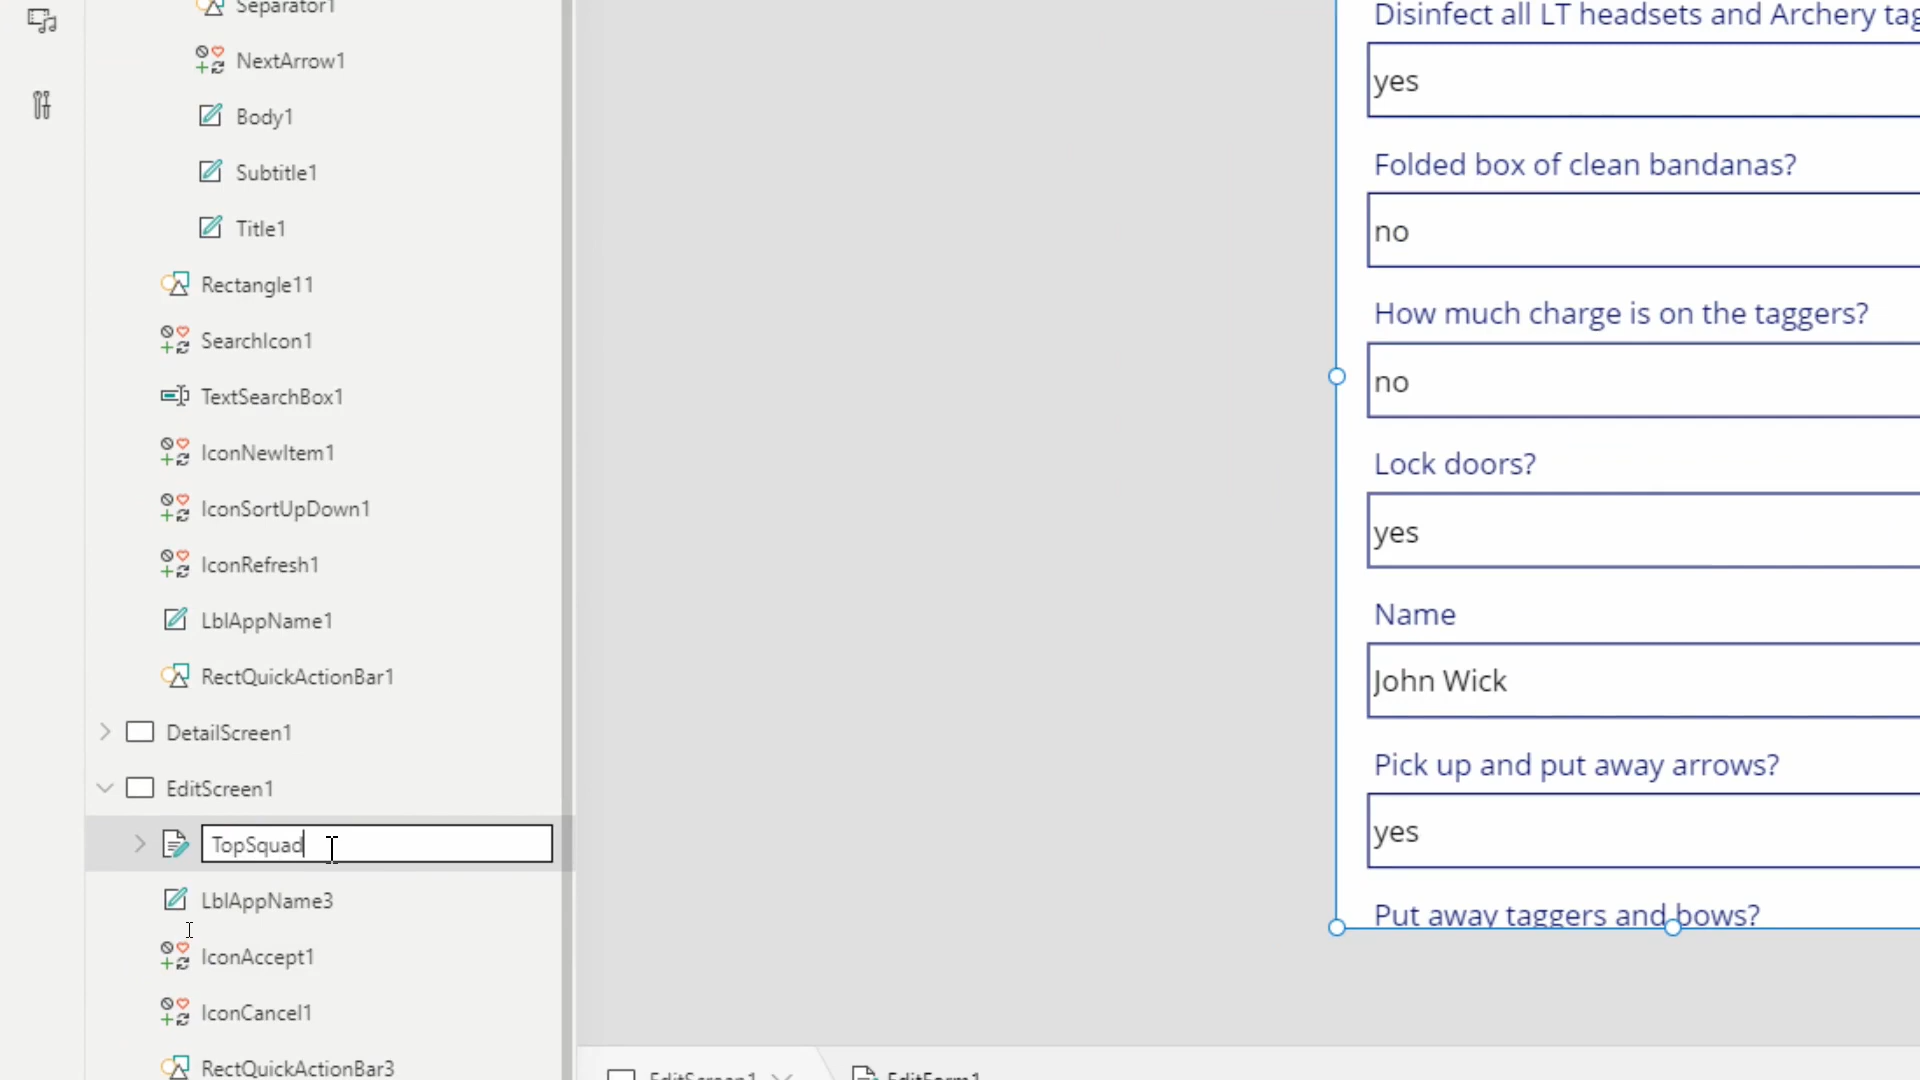 Separator1
NextArrow1
Body1
Subtitle1
Title1
Rectangle11
SearchIcon1
TextSearchBox1
IconNewItem1
IconSortUpDown1
IconRefresh1
LblAppName1
RectQuickActionBar1
DetailScreen1
EditScreen1
TopSquad
LblAppName3
IconAccept1
IconCancel1
RectQuickActionBar3
Disinfect all LT headsets and Archery tag
yes
Folded box of clean bandanas?
no
How much charge is on the taggers?
no
Lock doors?
yes
Name
John Wick
Pick up and put away arrows?
yes
Put away taggers and bows?
EditScreen1
EditForm1